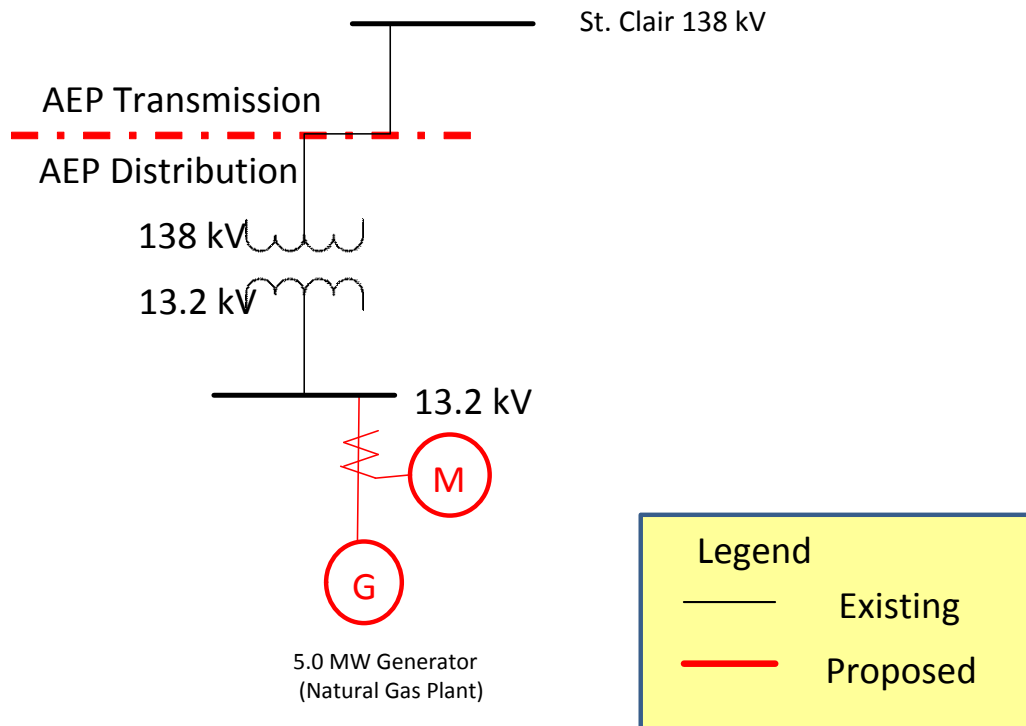 St. Clair 138 kV
AEP Transmission
AEP Distribution
138 kV
13.2 kV
13.2 kV
M
G
5.0 MW Generator
(Natural Gas Plant)
Legend
Existing
Proposed